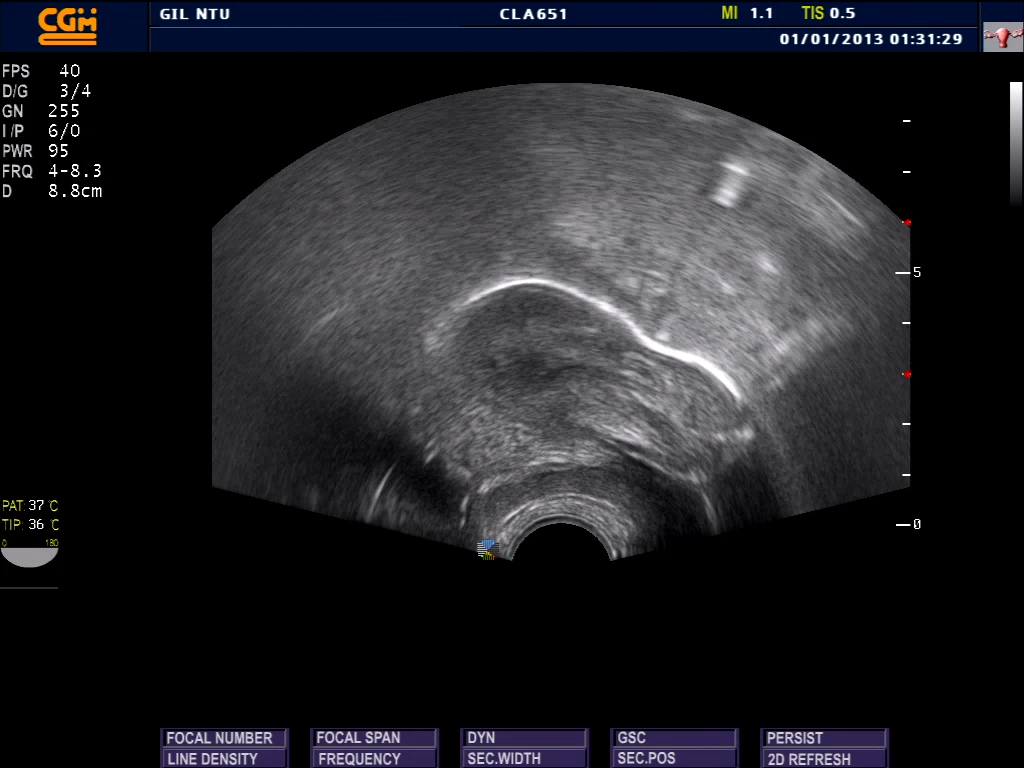 CGM
GIL NTU
CLA651
MI 1.1 TIS 0.5
01/01/2013 01:31:29
FPS 40
D/G 3/4
GN 255
I/P 6/0
PWR 95
FRQ 4-8.3
D 8.8cm
5
0
PAT: 37 °C
TIP: 36 °C
0 180
FOCAL NUMBER
LINE DENSITY
FOCAL SPAN
FREQUENCY
DYN
SEC.WIDTH
GSC
SEC.POS
PERSIST
2D REFRESH